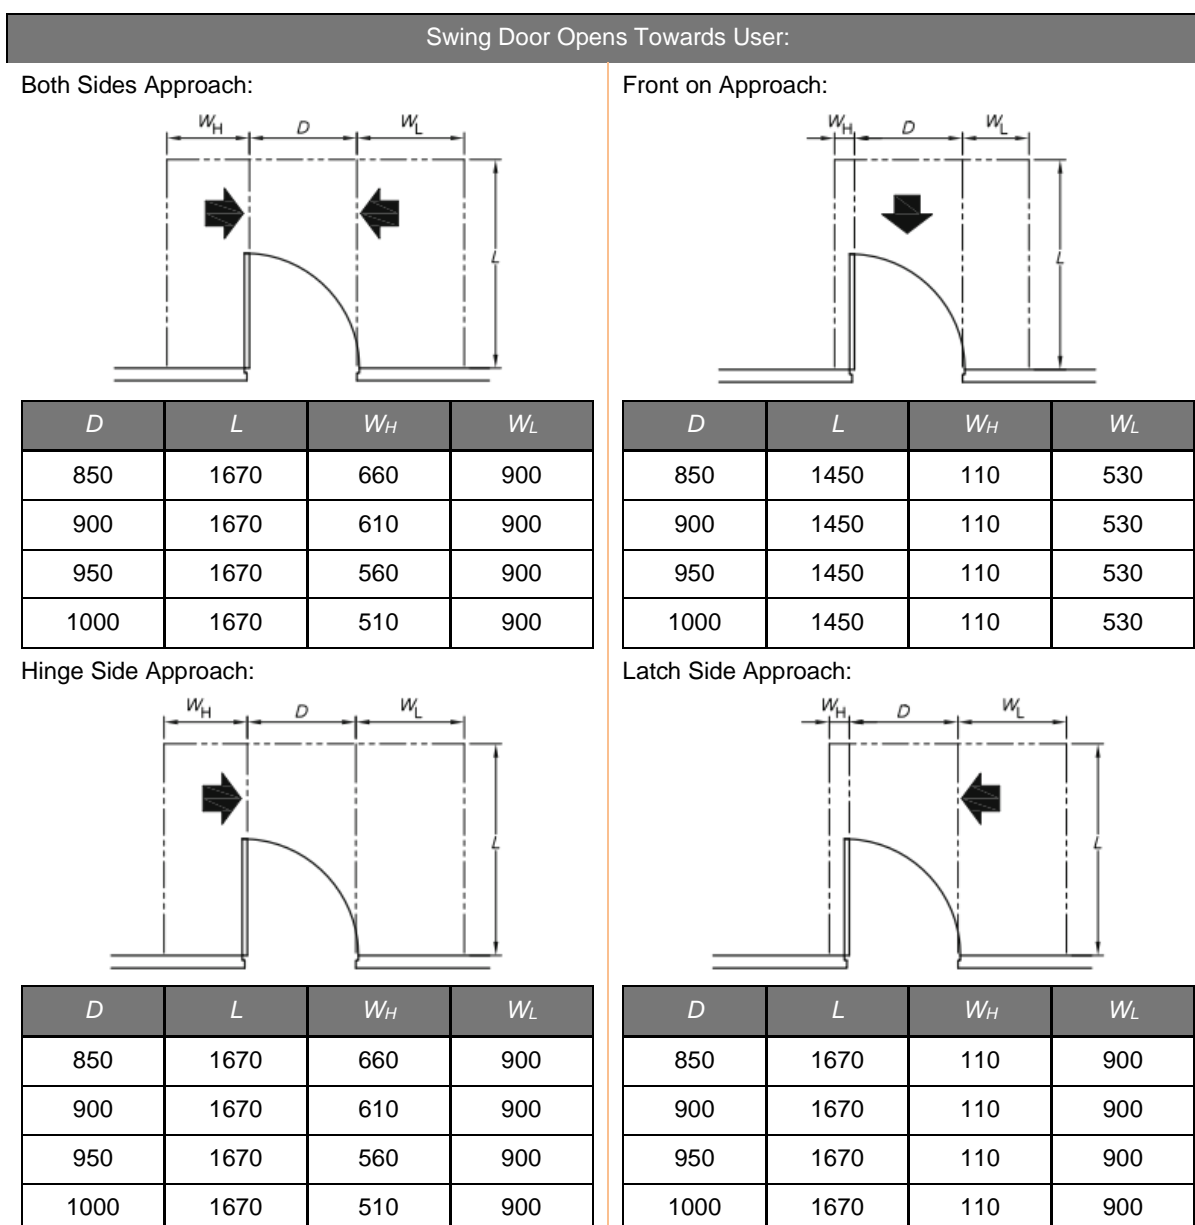 Swing Door Opens Towards User:
Both Sides Approach:
WH D WL
L
D L WH WL
850 1670 660 900
900 1670 610 900
950 1670 560 900
1000 1670 510 900
Front on Approach:
WH D WL
L
D L WH WL
850 1450 110 530
900 1450 110 530
950 1450 110 530
1000 1450 110 530
Hinge Side Approach:
WH D WL
L
D L WH WL
850 1670 660 900
900 1670 610 900
950 1670 560 900
1000 1670 510 900
Latch Side Approach:
WH D WL
L
D L WH WL
850 1670 110 900
900 1670 110 900
950 1670 110 900
1000 1670 110 900